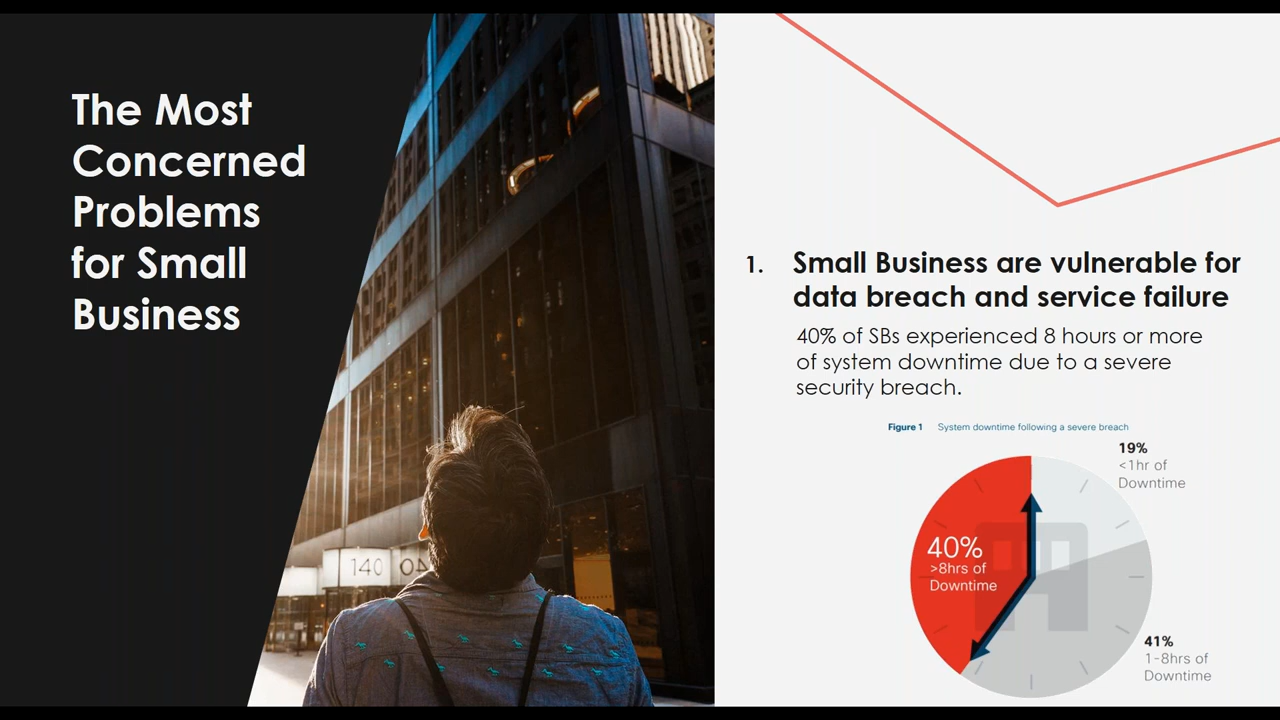 The Most
Concerned
Problems
for Small
Business
140
1. Small Business are vulnerable for
data breach and service failure
40% of SBs experienced 8 hours or more
of system downtime due to a severe
security breach.
Figure 1 System downtime following a severe breach
19%
<1hr of
Downtime
40%
>8hrs of
Downtime
41%
1-8hrs of
Downtime